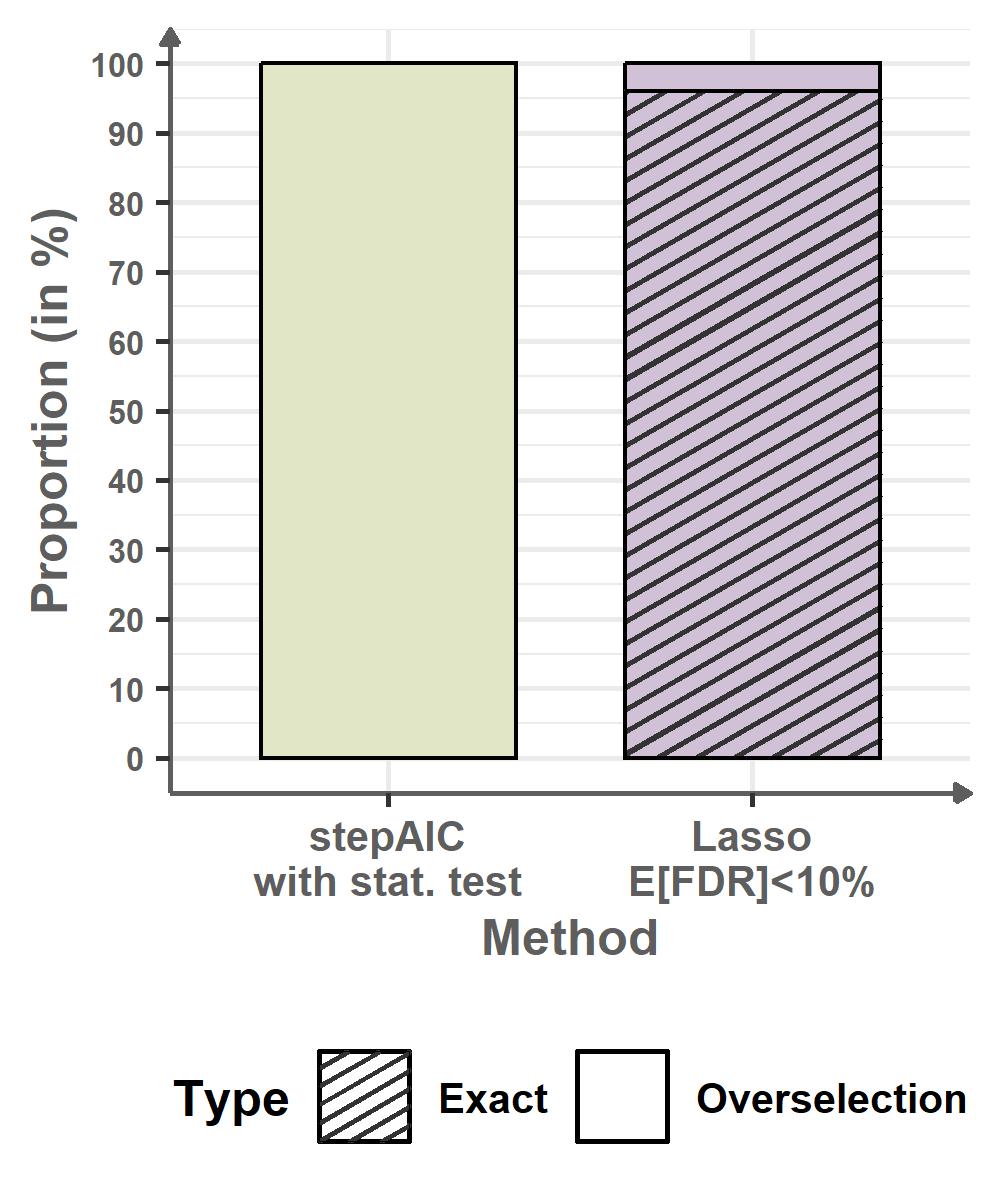 100
90
80
70
60
50
40
30
20
10
0
Proportion (in %)
stepAIC
with stat. test
Lasso
E[FDR]<10%
Method
Type
Exact
Overselection